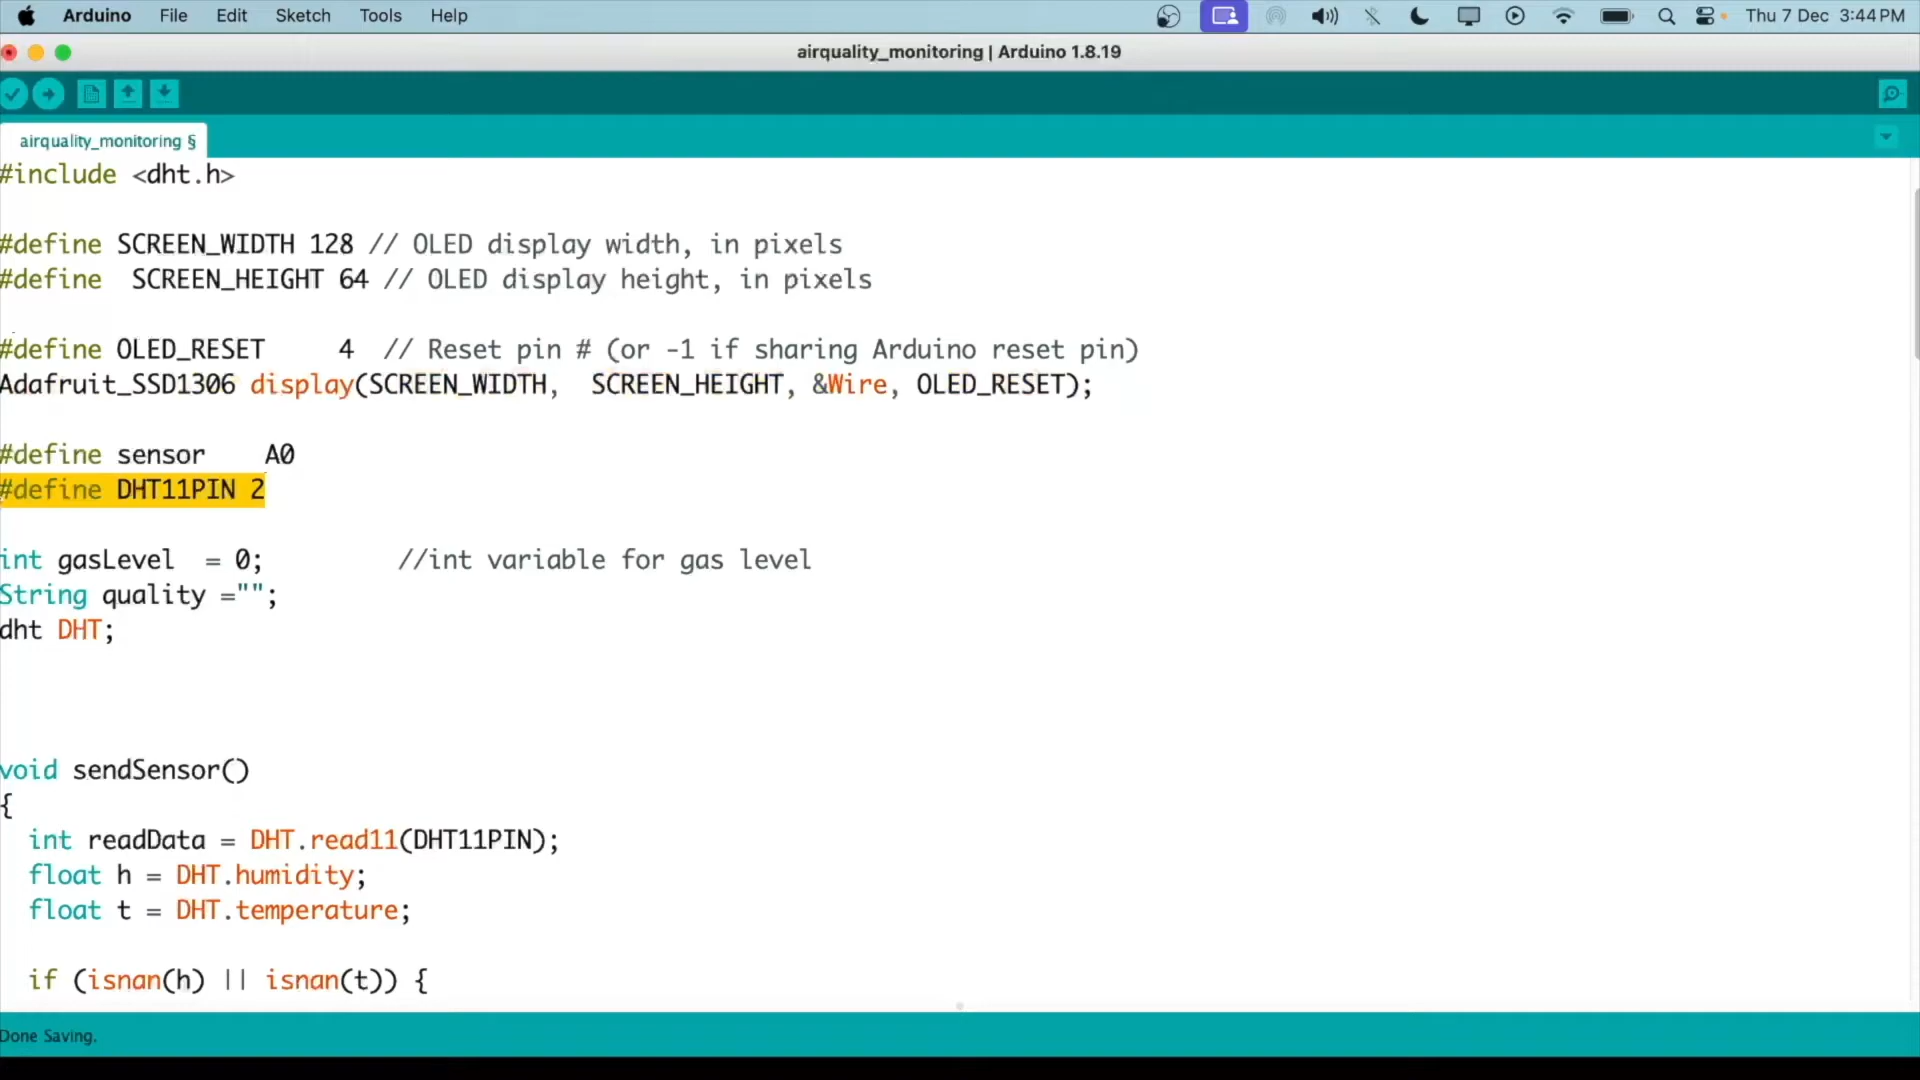 Arduino File Edit Sketch Tools Help Thu 7 Dec 3:44 PM
airquality_monitoring | Arduino 1.8.19
airquality_monitoring §
#include <dht.h>
#define SCREEN_WIDTH 128 // OLED display width, in pixels
#define  SCREEN_HEIGHT 64 // OLED display height, in pixels
#define OLED_RESET     4  // Reset pin # (or -1 if sharing Arduino reset pin)
Adafruit_SSD1306 display(SCREEN_WIDTH,  SCREEN_HEIGHT, &Wire, OLED_RESET);
#define sensor    A0
#define DHT11PIN 2
int gasLevel  = 0;         //int variable for gas level
String quality ="";
dht DHT;
void sendSensor()
{
  int readData = DHT.read11(DHT11PIN);
  float h = DHT.humidity;
  float t = DHT.temperature;
  if (isnan(h) || isnan(t)) {
Done Saving.